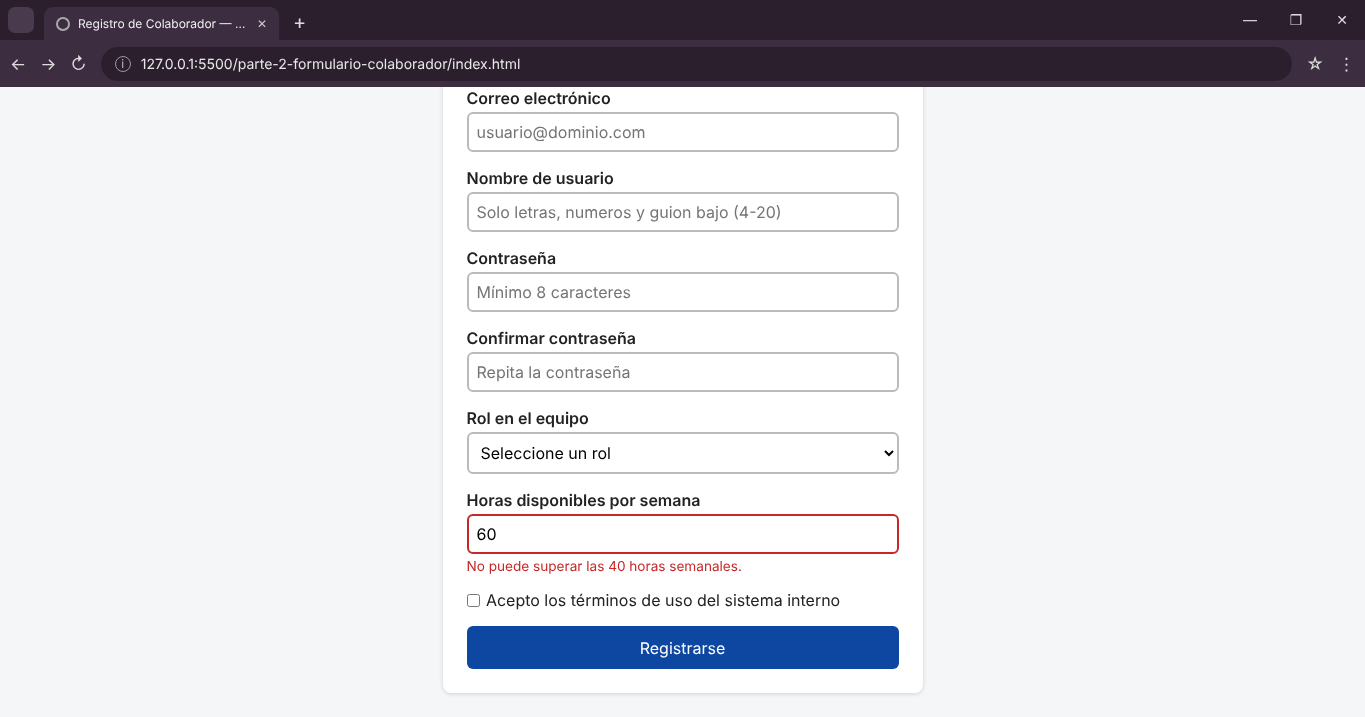 Registro de Colaborador — ...
127.0.0.1:5500/parte-2-formulario-colaborador/index.html
Correo electrónico
usuario@dominio.com
Nombre de usuario
Solo letras, numeros y guion bajo (4-20)
Contraseña
Mínimo 8 caracteres
Confirmar contraseña
Repita la contraseña
Rol en el equipo
Seleccione un rol
Horas disponibles por semana
60
No puede superar las 40 horas semanales.
Acepto los términos de uso del sistema interno
Registrarse